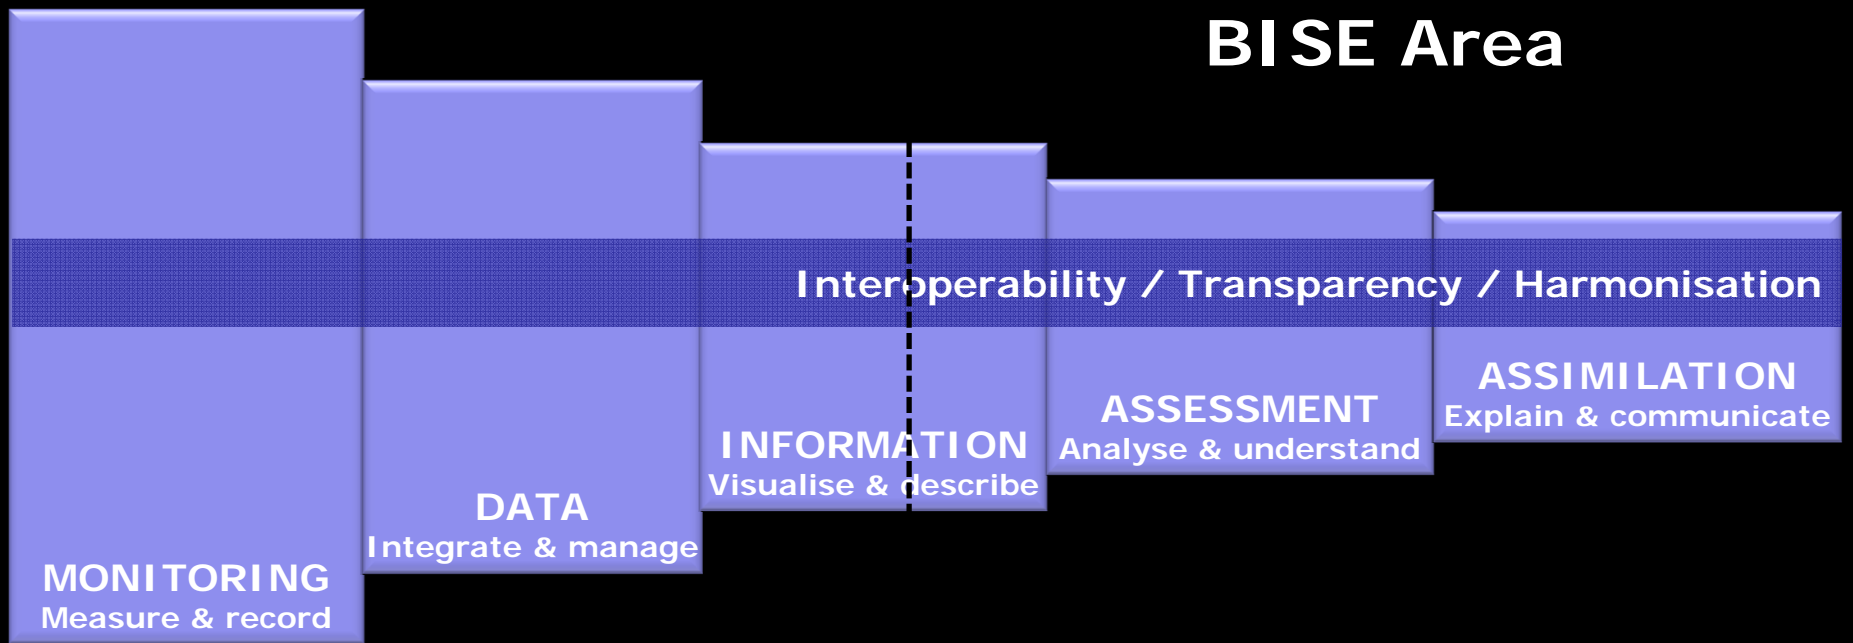 BISE Area
Interoperability / Transparency / Harmonisation
MONITORING
Measure & record
DATA
Integrate & manage
INFORMATION
Visualise & describe
ASSESSMENT
Analyse & understand
ASSIMILATION
Explain & communicate